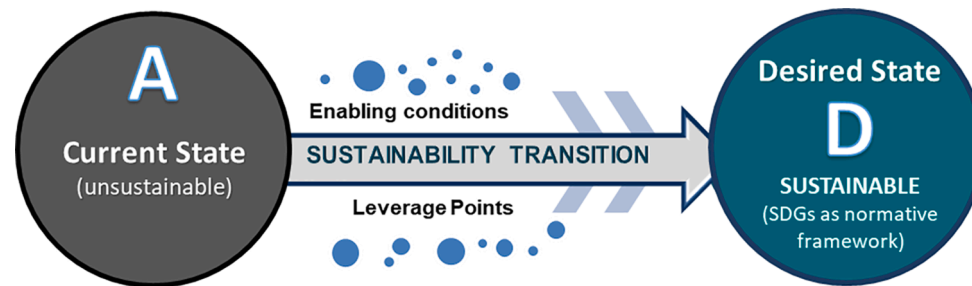 A
Current State
(unsustainable)
Enabling conditions
SUSTAINABILITY TRANSITION
Leverage Points
Desired State
D
SUSTAINABLE
(SDGs as normative
framework)